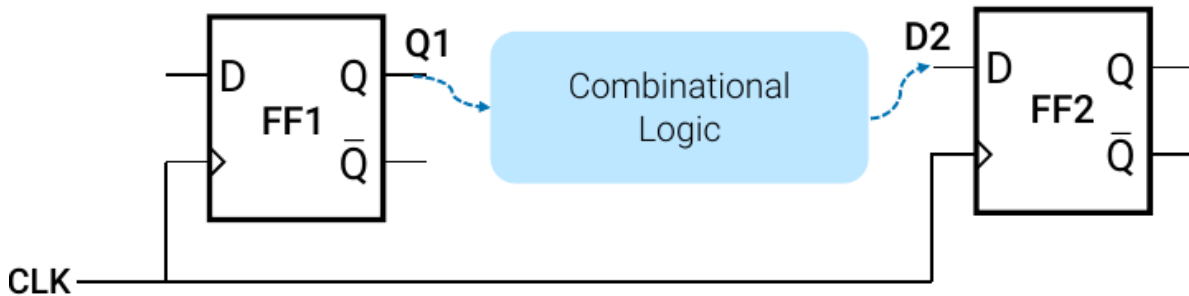 Q1
D2
D
Q
FF1
Q̅
Combinational
Logic
D
Q
FF2
Q̅
CLK